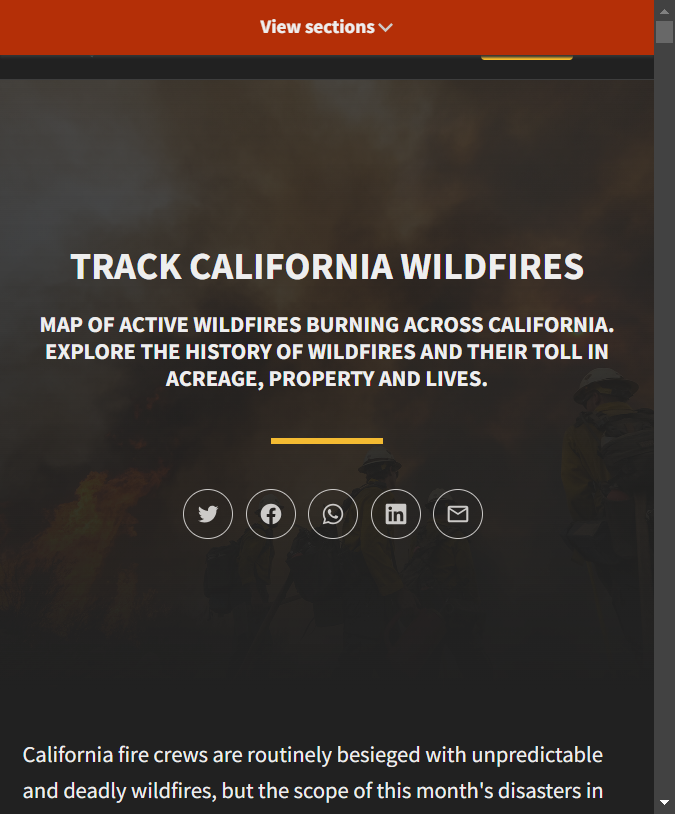 View sections
TRACK CALIFORNIA WILDFIRES
MAP OF ACTIVE WILDFIRES BURNING ACROSS CALIFORNIA.
EXPLORE THE HISTORY OF WILDFIRES AND THEIR TOLL IN
ACREAGE, PROPERTY AND LIVES.
California fire crews are routinely besieged with unpredictable
and deadly wildfires, but the scope of this month's disasters in